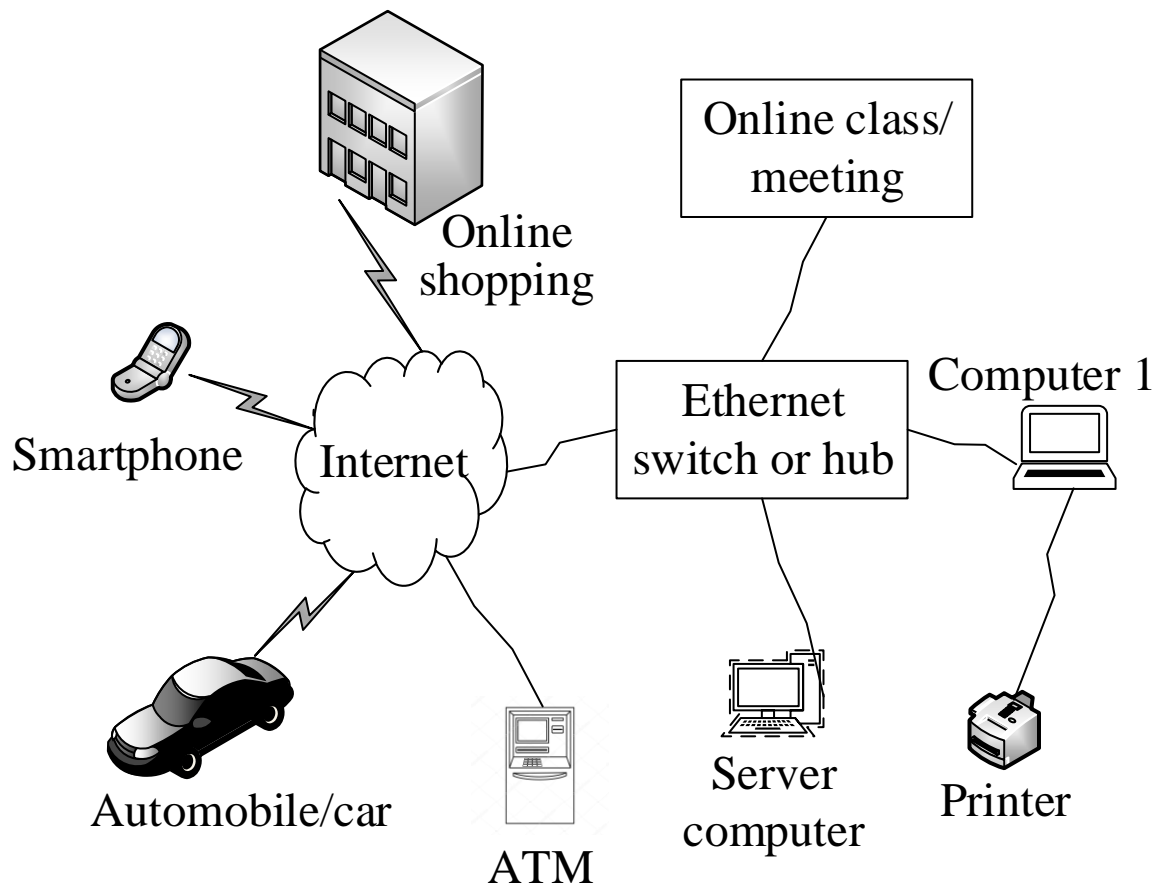 Online class/
meeting
Online
shopping
Computer 1
Ethernet
switch or hub
Smartphone
Internet
Automobile/car
Server
computer
Printer
ATM